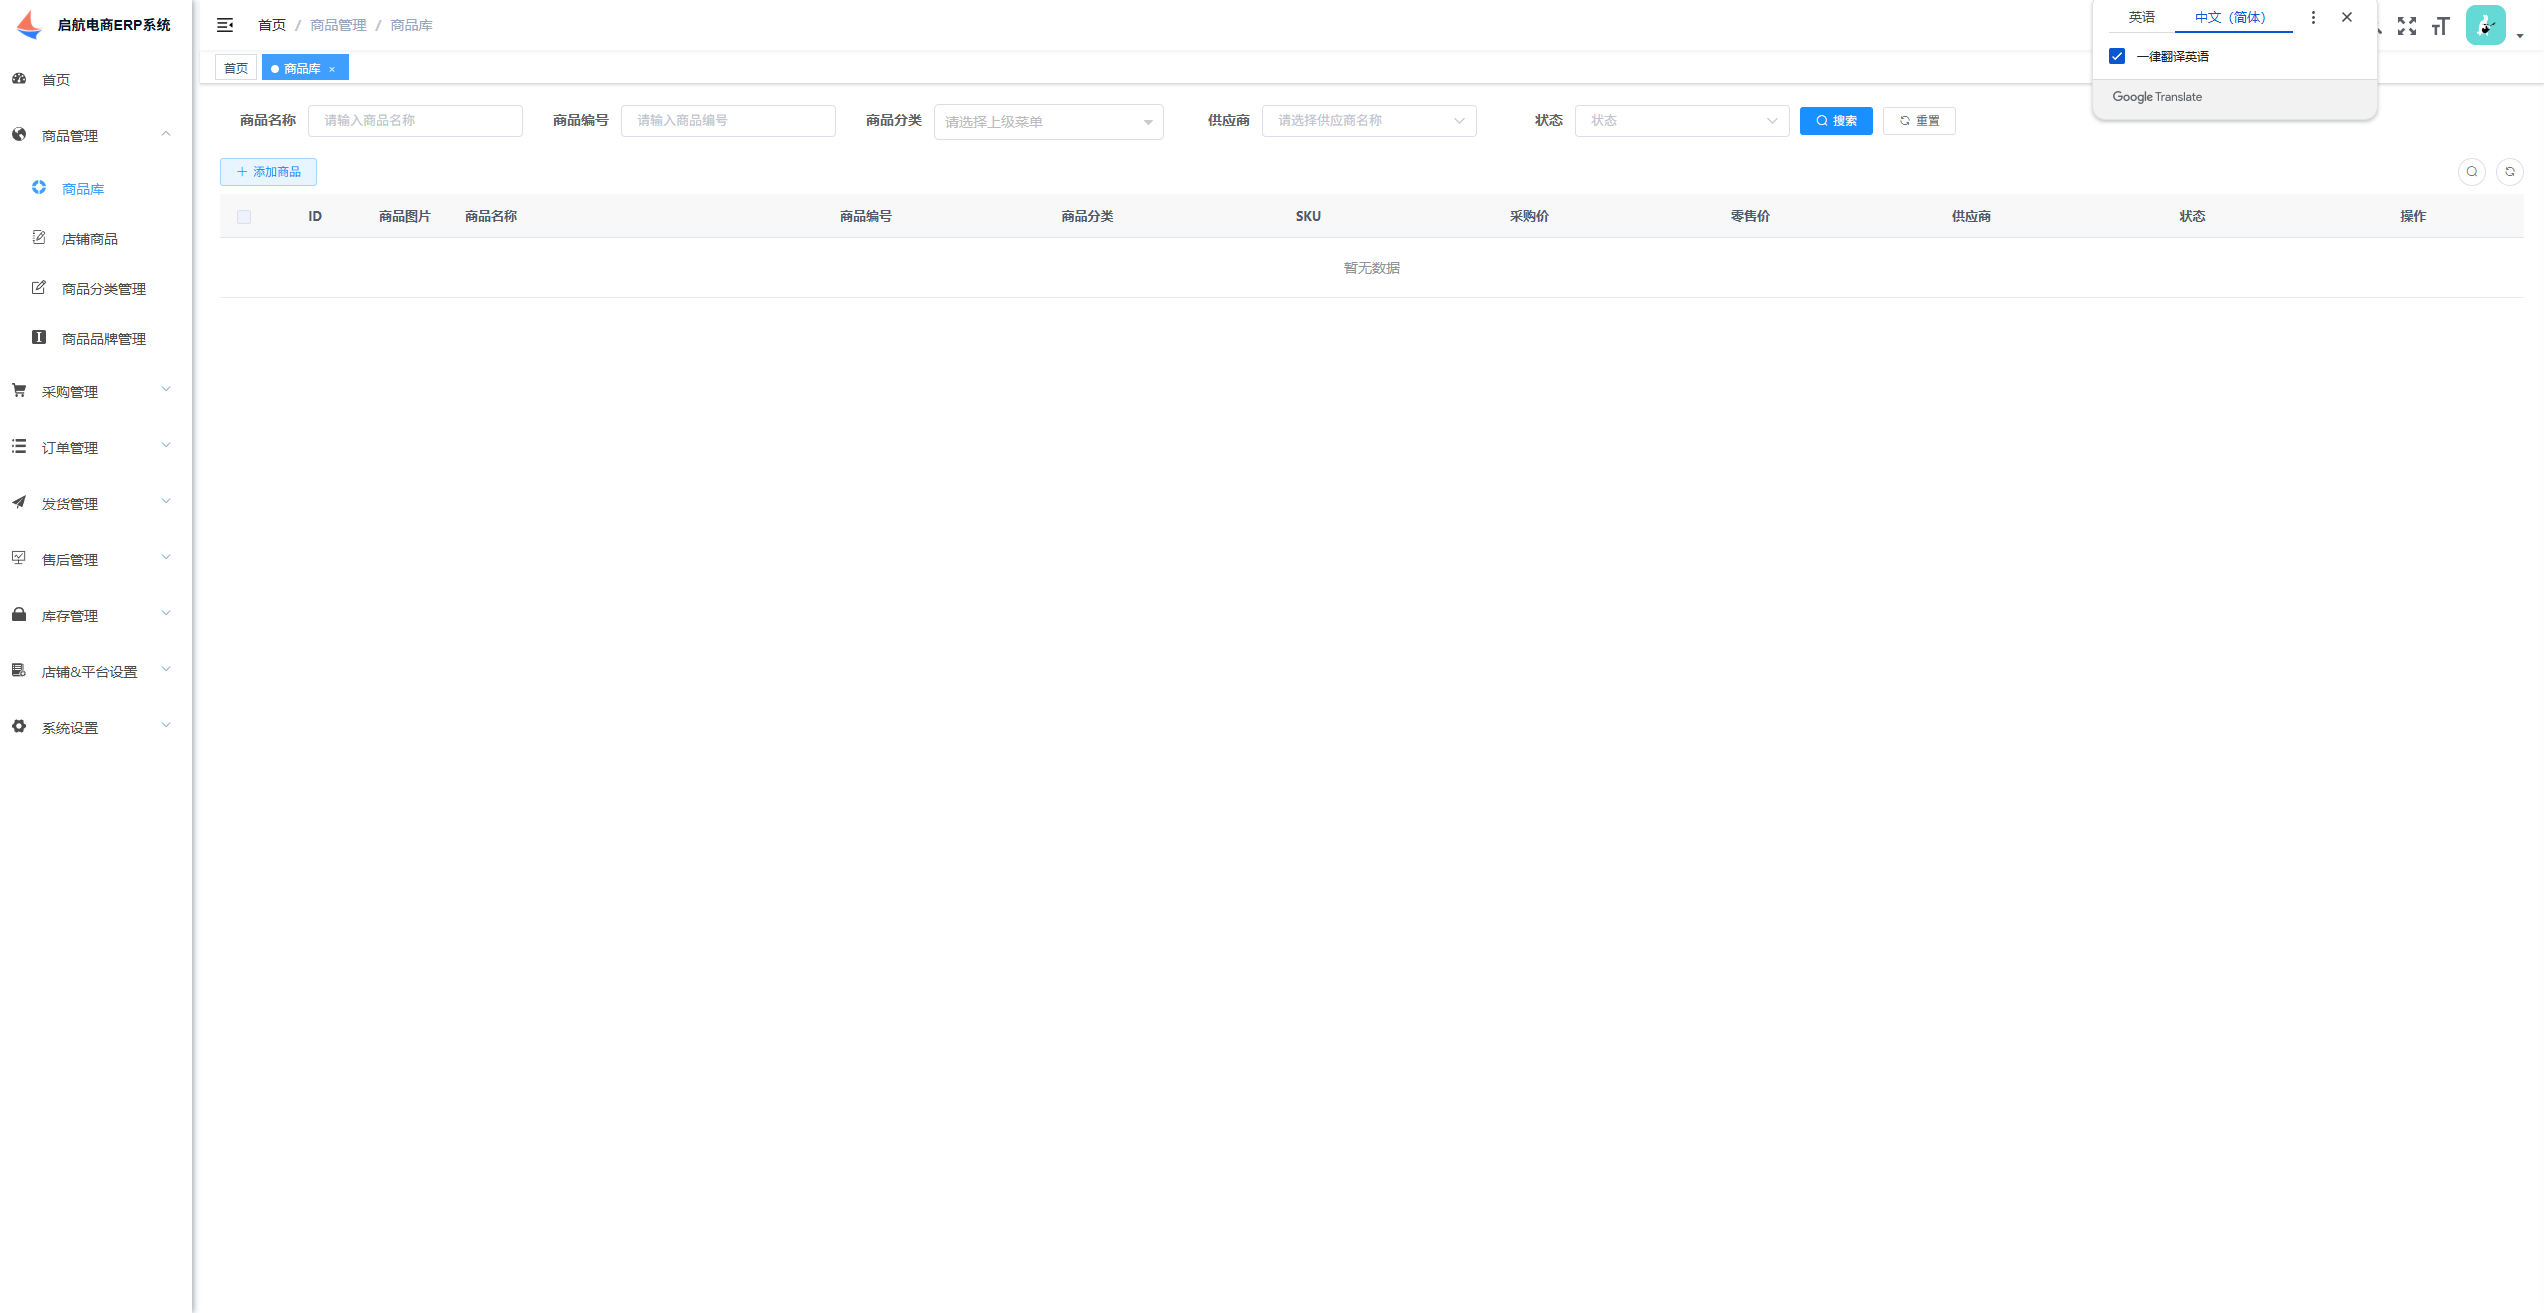 启航电商ERP系统
首页
商品管理
商品库
店铺商品
商品分类管理
商品品牌管理
采购管理
订单管理
发货管理
售后管理
库存管理
店铺&平台设置
系统设置
首页 / 商品管理 / 商品库
首页 商品库 ×
英语 中文（简体）
一律翻译英语
Google Translate
商品名称 请输入商品名称 商品编号 请输入商品编号 商品分类 请选择上级菜单 供应商 请选择供应商名称 状态 状态 搜索 重置
+ 添加商品
ID 商品图片 商品名称 商品编号 商品分类 SKU 采购价 零售价 供应商 状态 操作
暂无数据